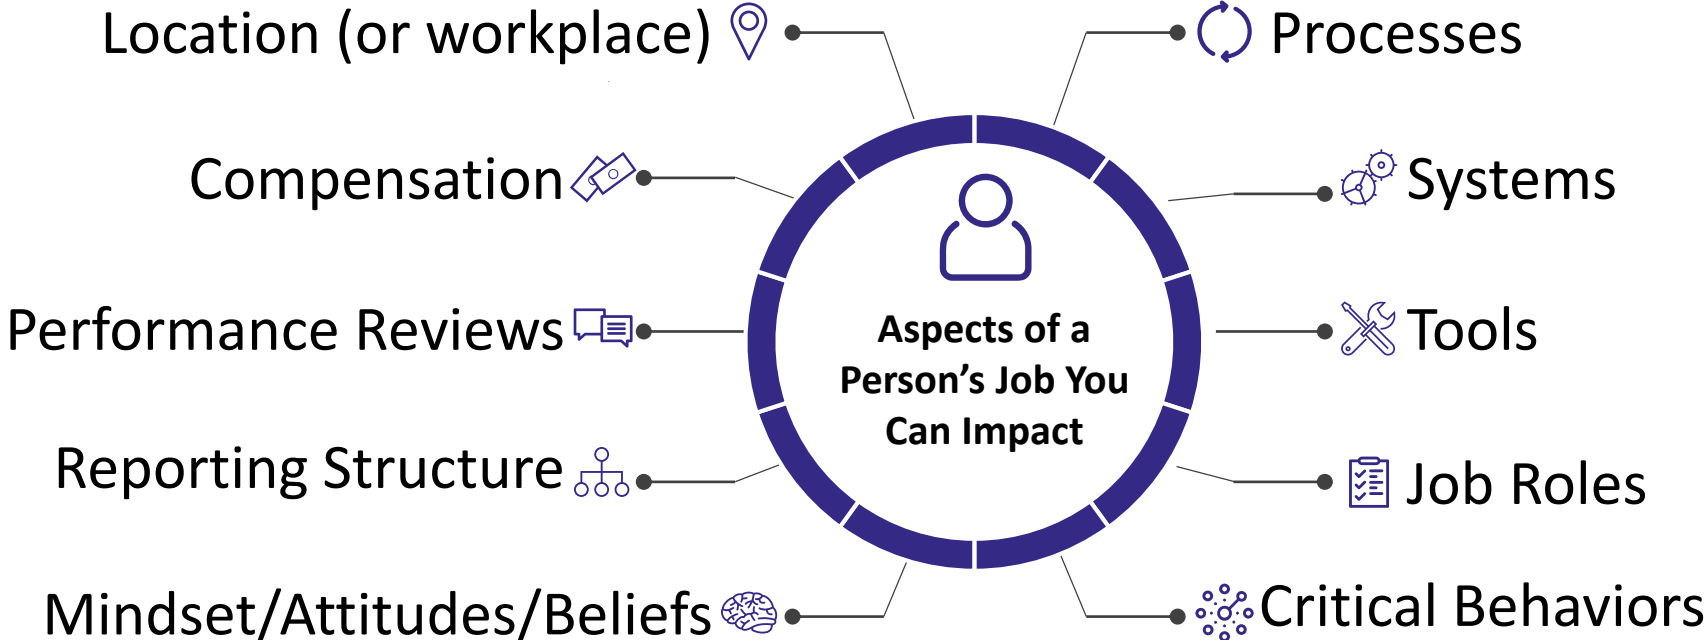 Location (or workplace)
Processes
Compensation
Systems
Performance Reviews
Tools
Reporting Structure
Job Roles
Mindset/Attitudes/Beliefs
Critical Behaviors
Aspects of a
Person’s Job You
Can Impact